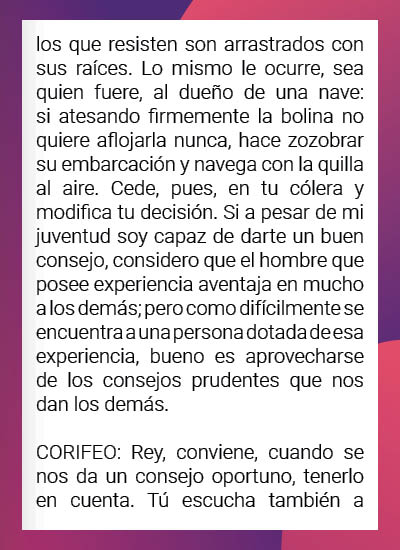 los que resisten son arrastrados con
sus raíces. Lo mismo le ocurre, sea
quien fuere, al dueño de una nave:
si atesando firmemente la bolina no
quiere aflojarla nunca, hace zozobrar
su embarcación y navega con la quilla
al aire. Cede, pues, en tu cólera y
modifica tu decisión. Si a pesar de mi
juventud soy capaz de darte un buen
consejo, considero que el hombre que
posee experiencia aventaja en mucho
a los demás; pero como difícilmente se
encuentra a una persona dotada de esa
experiencia, bueno es aprovecharse
de los consejos prudentes que nos
dan los demás.

CORIFEO: Rey, conviene, cuando se
nos da un consejo oportuno, tenerlo
en cuenta. Tú escucha también a